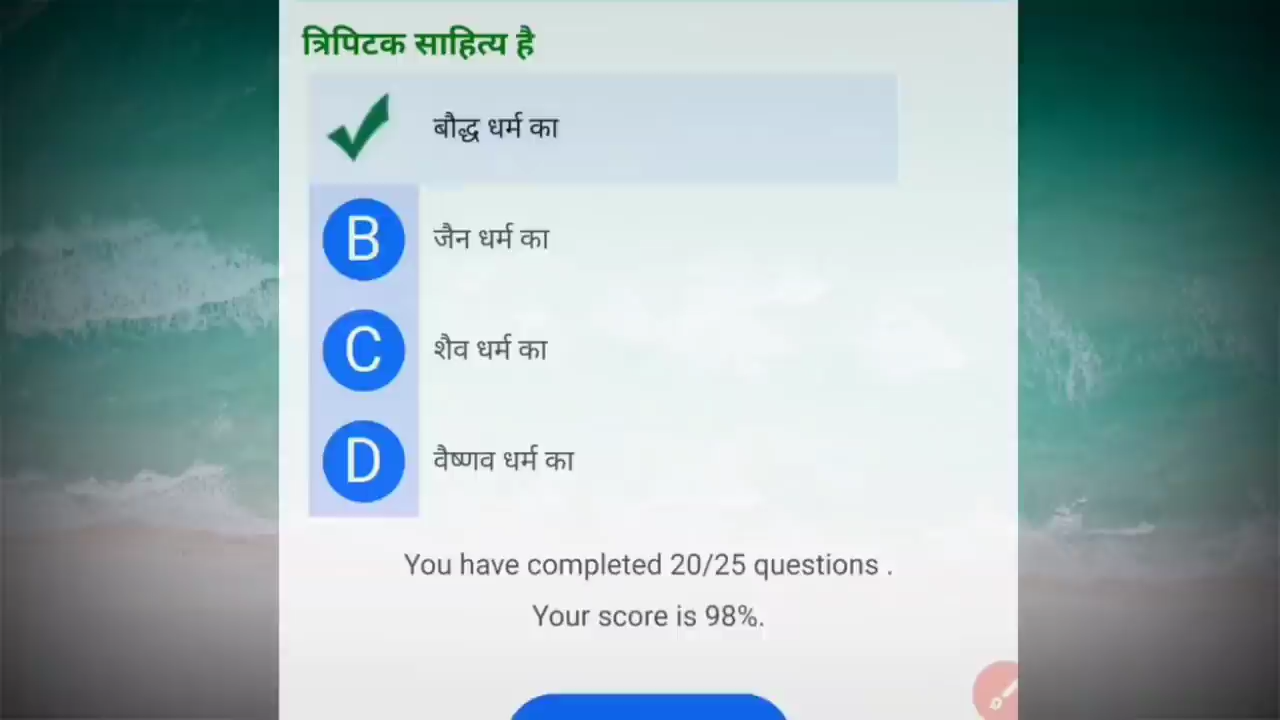 त्रिपिटक साहित्य है
बौद्ध धर्म का
B जैन धर्म का
C शैव धर्म का
D वैष्णव धर्म का
You have completed 20/25 questions .
Your score is 98%.